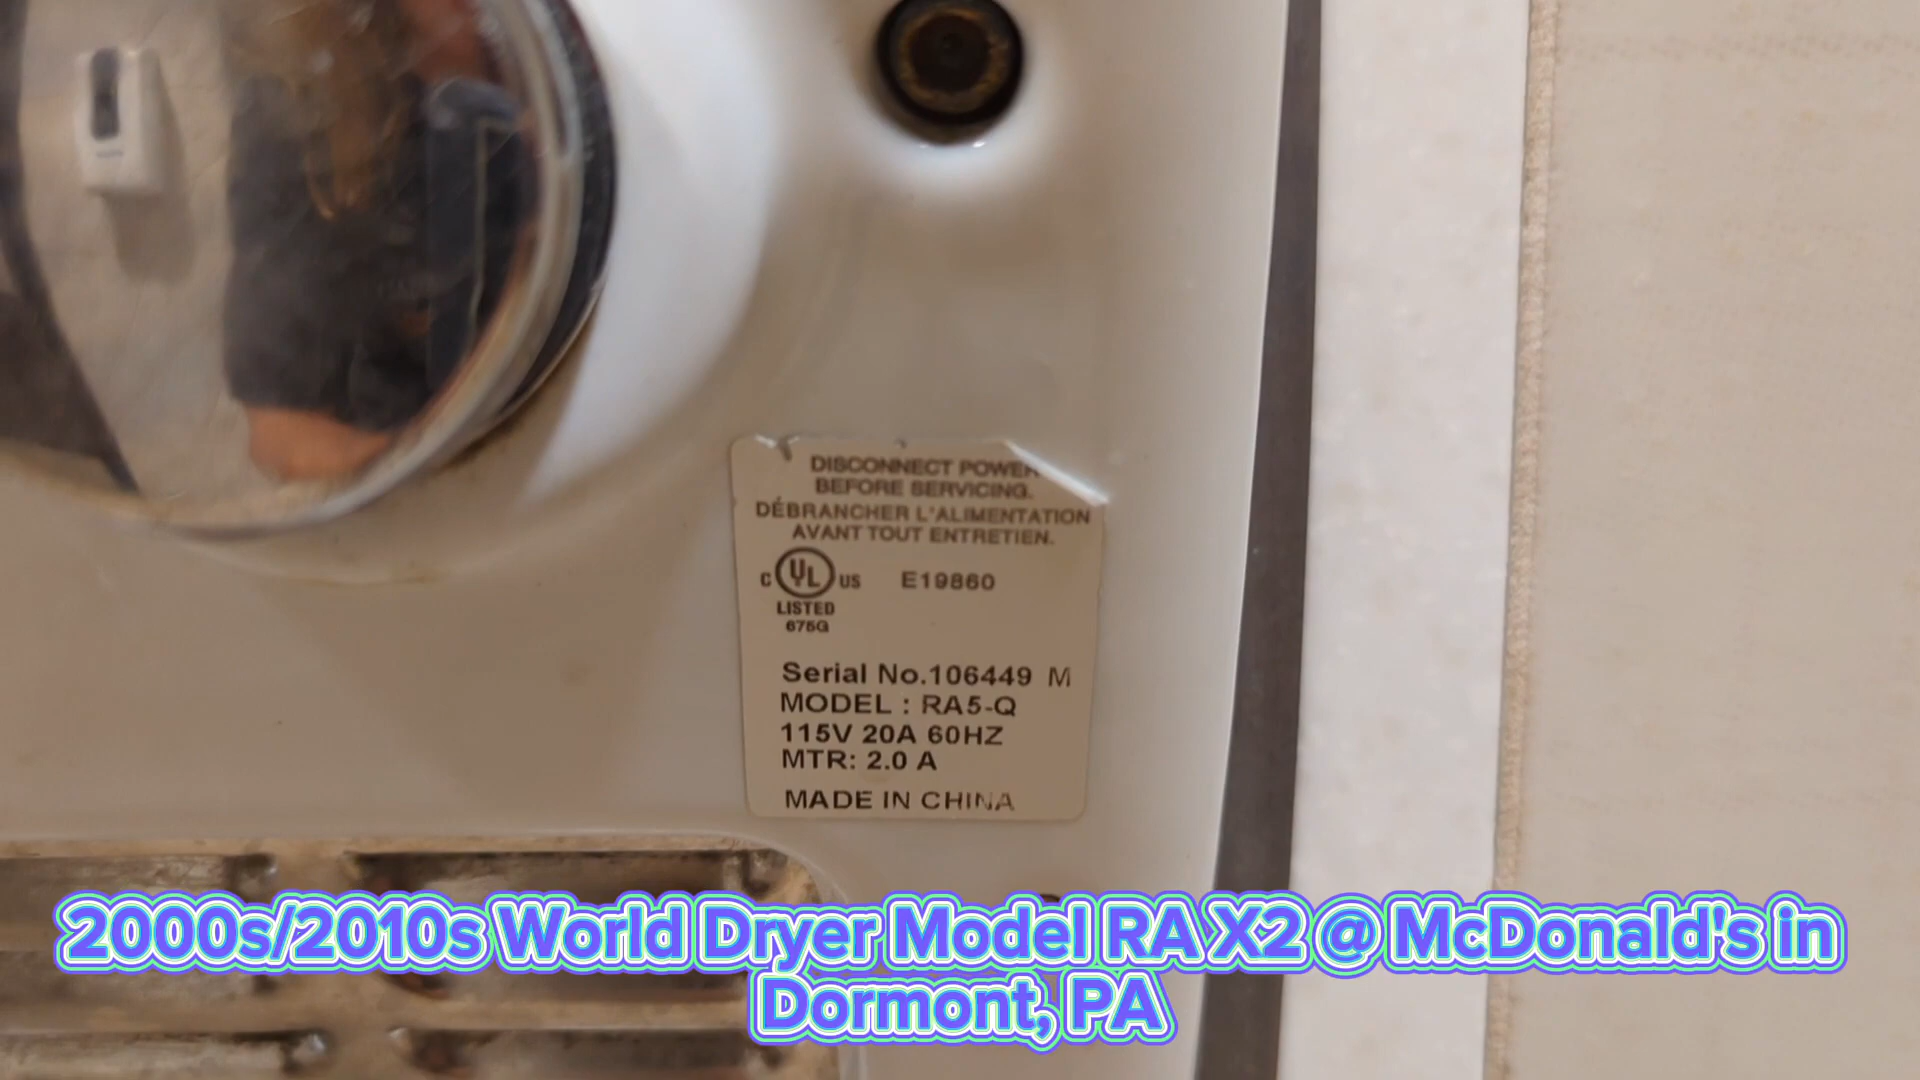 DISCONNECT POWER
BEFORE SERVICING.
DÉBRANCHER L'ALIMENTATION
AVANT TOUT ENTRETIEN.
C UL US E19860
LISTED
675G
Serial No.106449 M
MODEL : RA5-Q
115V 20A 60HZ
MTR: 2.0 A
MADE IN CHINA
2000s/2010s World Dryer Model RA X2 @ McDonald's in
Dormont, PA